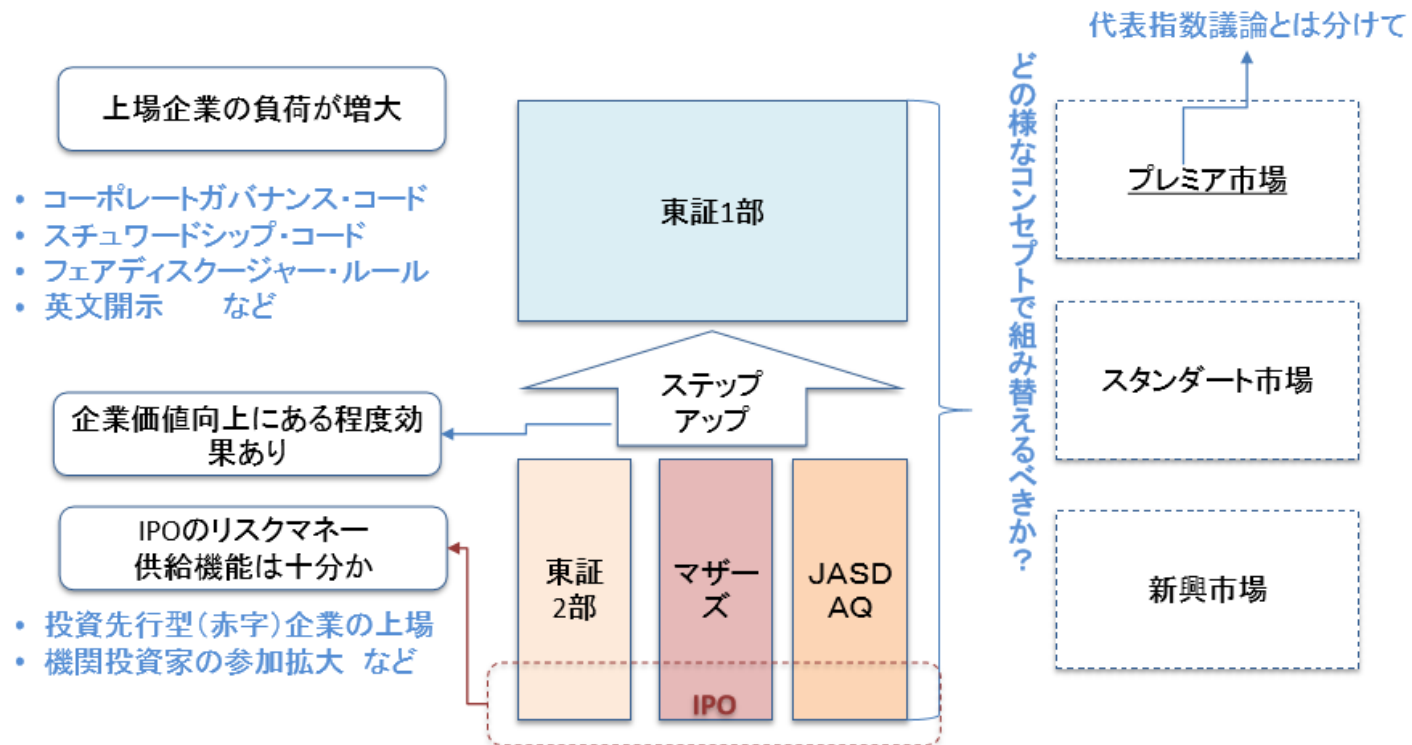 代表指数議論とは分けて
上場企業の負荷が増大
• コーポレートガバナンス・コード
• スチュワードシップ・コード
• フェアディスクージャー・ルール
• 英文開示　　など
企業価値向上にある程度効
果あり
IPOのリスクマネー
供給機能は十分か
• 投資先行型（赤字）企業の上場
• 機関投資家の参加拡大 など
東証1部
ステップ
アップ
東証
2部
マザー
ズ
JASD
AQ
IPO
どの様なコンセプトで組み替えるべきか？
プレミア市場
スタンダート市場
新興市場